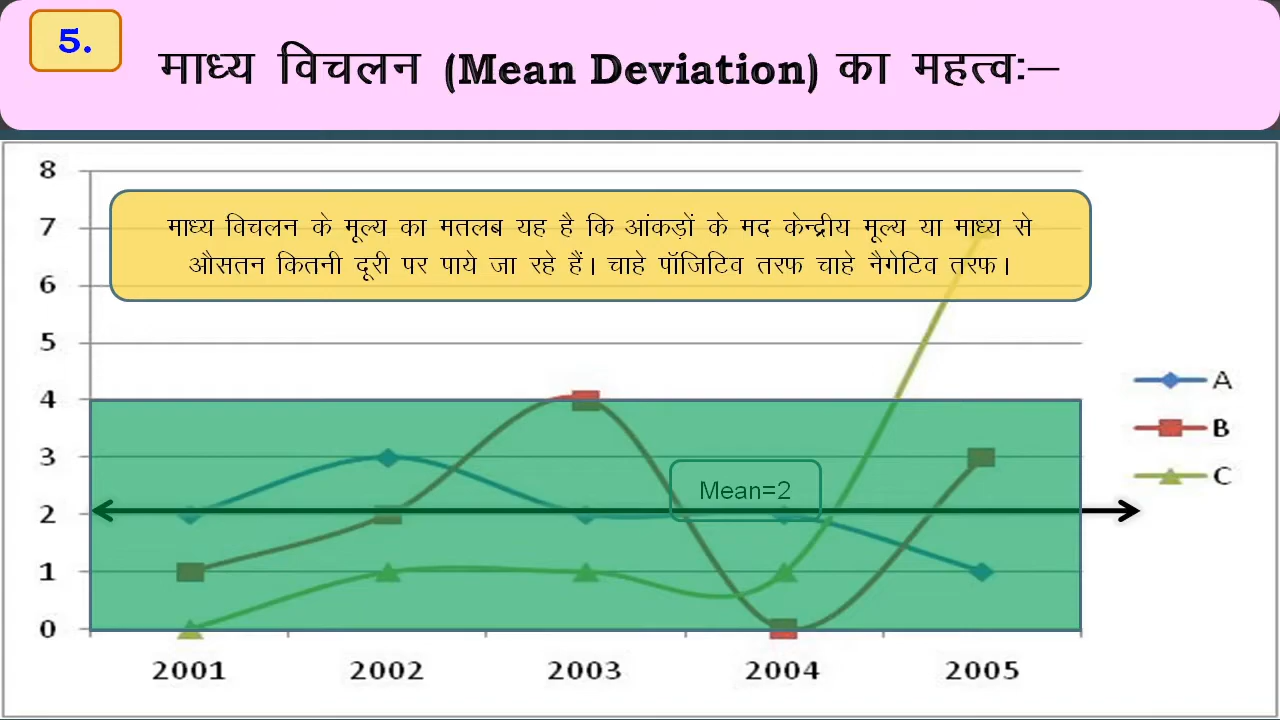 5.
माध्य विचलन (Mean Deviation) का महत्वः–
8
माध्य विचलन के मूल्य का मतलब यह है कि आंकड़ों के मद केन्द्रीय मूल्य या माध्य से
औसतन कितनी दूरी पर पाये जा रहे हैं। चाहे पॉजिटिव तरफ चाहे नैगेटिव तरफ।
7
6
5
4
3
2
1
0
Mean=2
A
B
C
2001 2002 2003 2004 2005